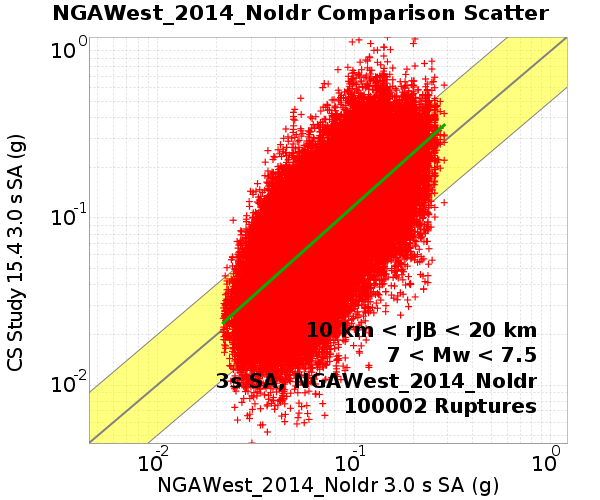 NGAWest_2014_NoIdr Comparison Scatter
10⁰
10⁻¹
10⁻²
CS Study 15.4 3.0 s SA (g)
10 km < rJB < 20 km
7 < Mw < 7.5
3s SA, NGAWest_2014_NoIdr
100002 Ruptures
10⁻²
10⁻¹
10⁰
NGAWest_2014_NoIdr 3.0 s SA (g)